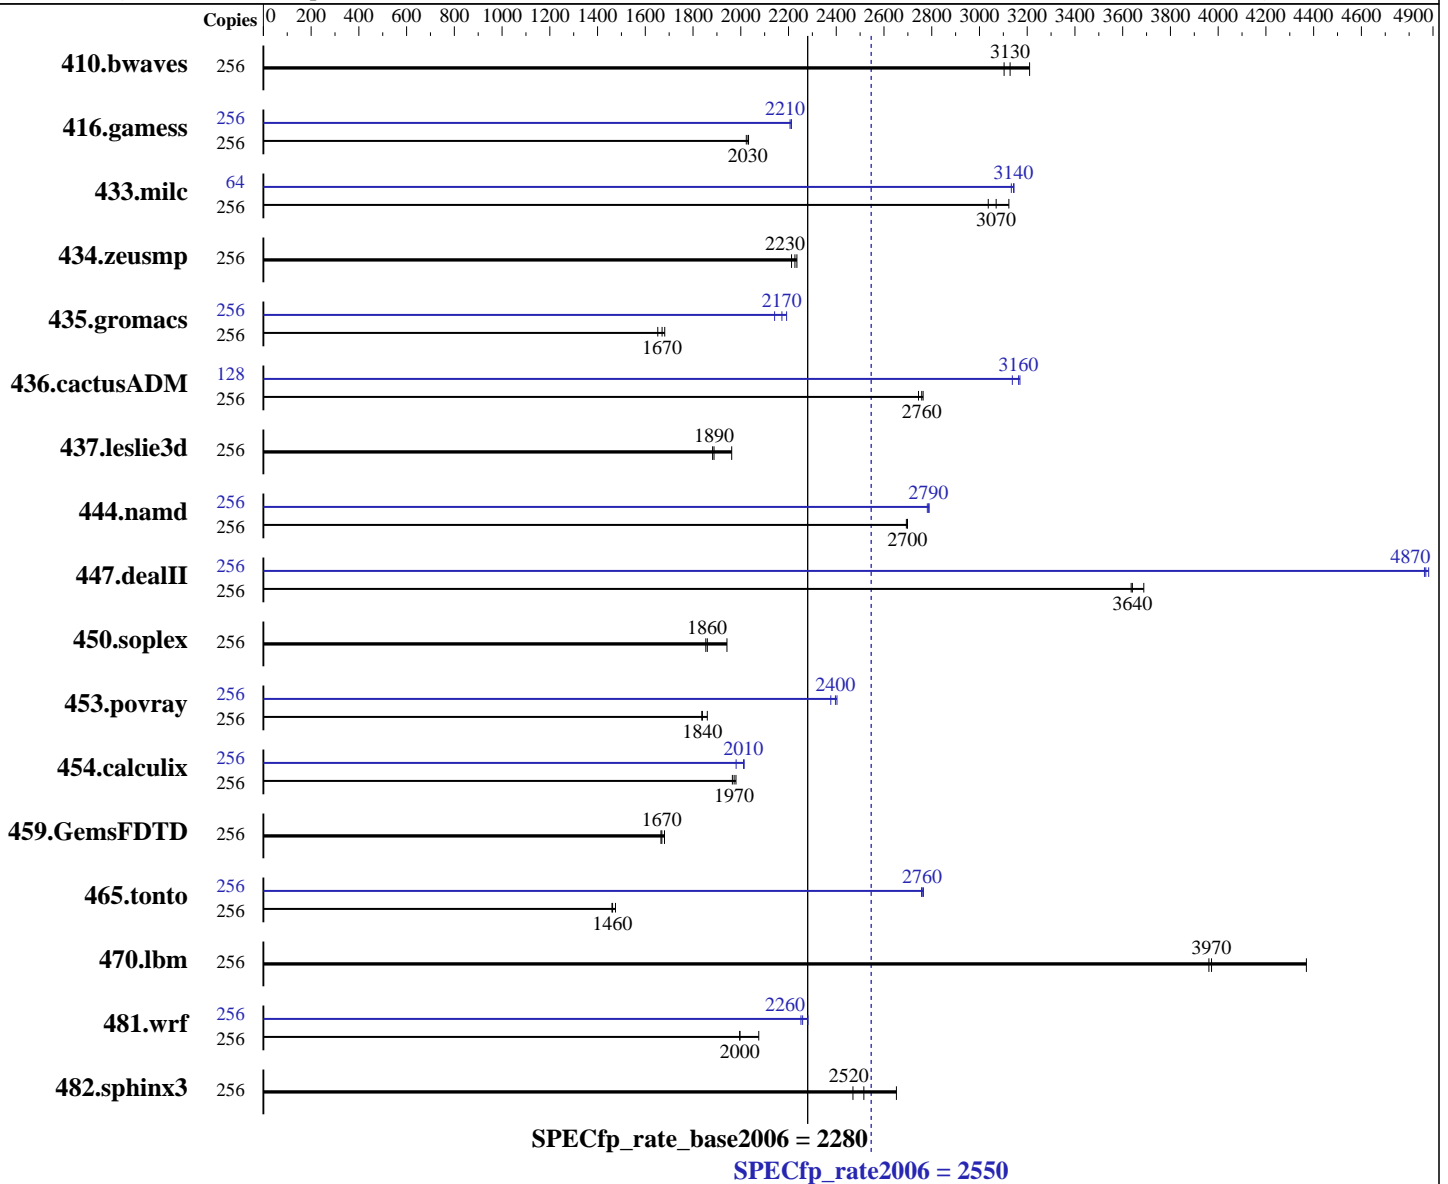 Copies 0 200 400 600 800 1000 1200 1400 1600 1800 2000 2200 2400 2600 2800 3000 3200 3400 3600 3800 4000 4200 4400 4600 4900
410.bwaves 256 3130
416.gamess 256 2210
256 2030
433.milc 64 3140
256 3070
434.zeusmp 256 2230
435.gromacs 256 2170
256 1670
436.cactusADM 128 3160
256 2760
437.leslie3d 256 1890
444.namd 256 2790
256 2700
447.dealII 256 4870
256 3640
450.soplex 256 1860
453.povray 256 2400
256 1840
454.calculix 256 2010
256 1970
459.GemsFDTD 256 1670
465.tonto 256 2760
256 1460
470.lbm 256 3970
481.wrf 256 2260
256 2000
482.sphinx3 256 2520
SPECfp_rate_base2006 = 2280
SPECfp_rate2006 = 2550